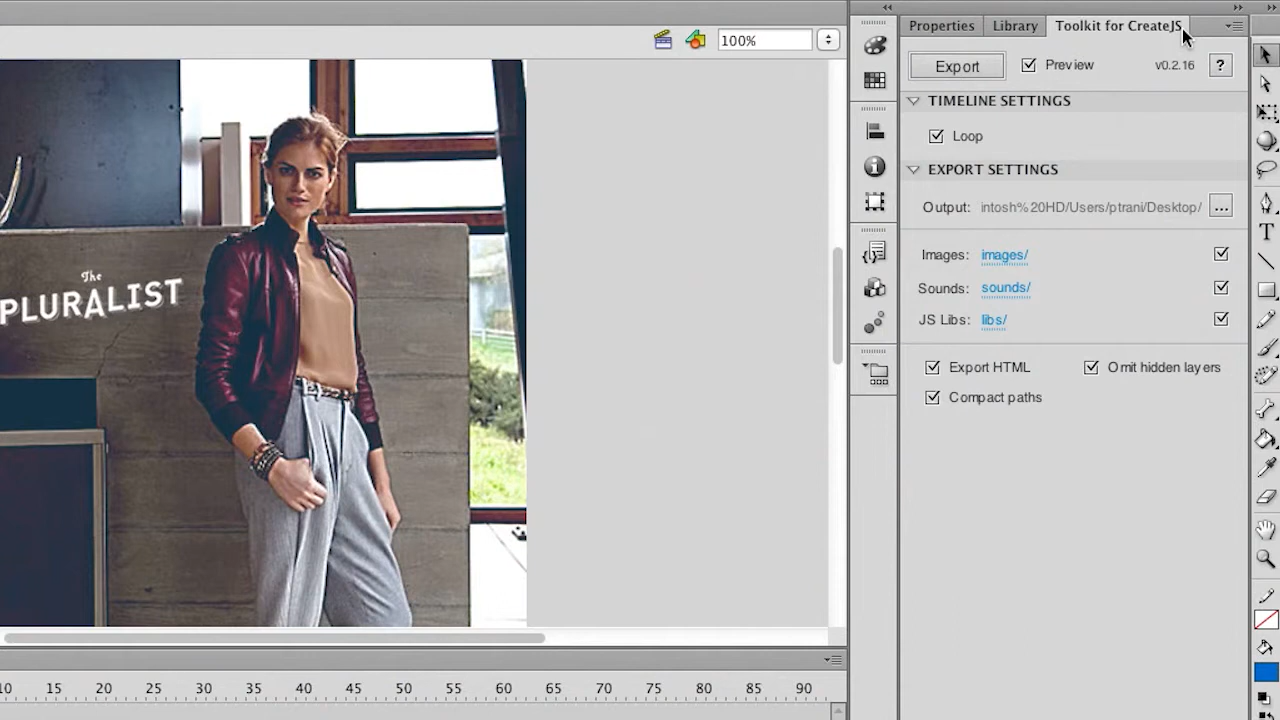 Properties
Library
Toolkit for CreateJS
100%
Export
Preview
v0.2.16
?
TIMELINE SETTINGS
Loop
EXPORT SETTINGS
Output: intosh%20HD/Users/ptrani/Desktop/ ...
Images: images/
Sounds: sounds/
JS Libs: libs/
Export HTML
Omit hidden layers
Compact paths
The
PLURALIST
10 15 20 25 30 35 40 45 50 55 60 65 70 75 80 85 90